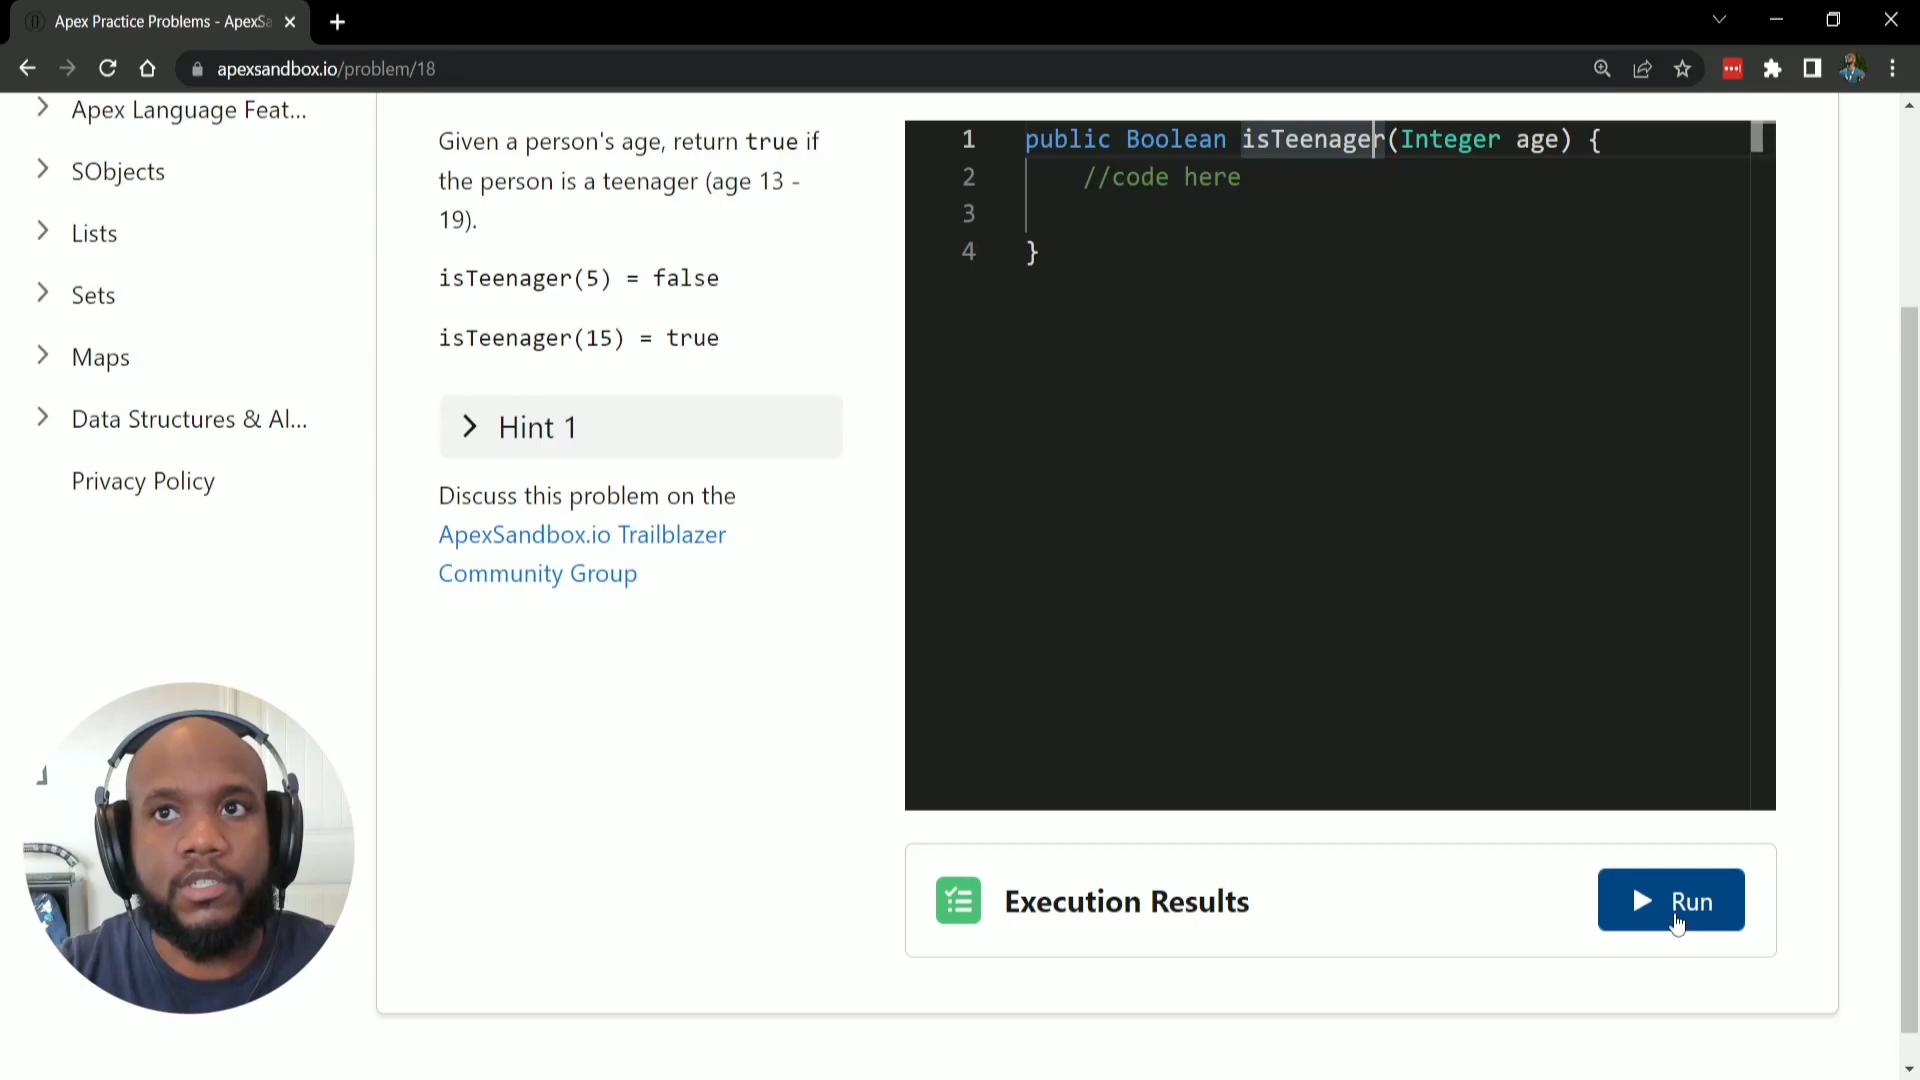 Apex Practice Problems - ApexSa
apexsandbox.io/problem/18
Apex Language Feat...
SObjects
Lists
Sets
Maps
Data Structures & Al...
Privacy Policy
Given a person's age, return true if
the person is a teenager (age 13 -
19).
isTeenager(5) = false
isTeenager(15) = true
Hint 1
Discuss this problem on the
ApexSandbox.io Trailblazer
Community Group
1 public Boolean isTeenager(Integer age) {
2 //code here
3
4 }
Execution Results
Run